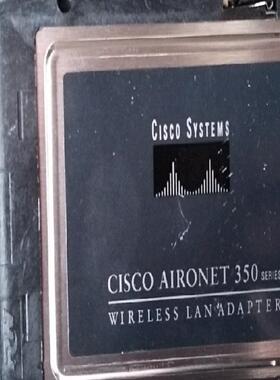 CISCO SYSTEMS
CISCO AIRONET 350 SERIES
WIRELESS LAN ADAPTER